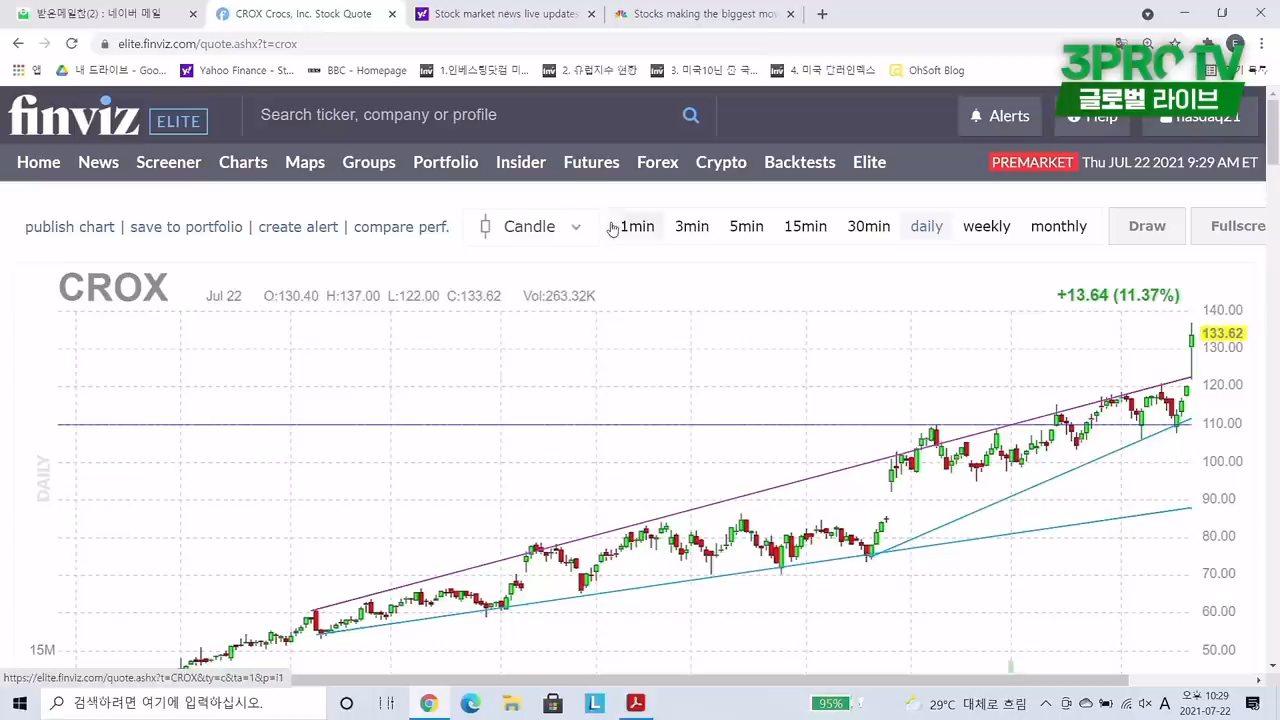 받은메일함(2) : 네이버 메일
CROX Crocs, Inc. Stock Quote
Stock market news live updates
Stocks making the biggest mov
elite.finviz.com/quote.ashx?t=crox
앱
내 드라이브 - Goo...
Yahoo Finance - St...
BBC - Homepage
1.인베스팅닷컴 미...
2. 유럽지수 현황
3. 미국10년 존 국...
4. 미국 단러인엑스
OhSoft Blog
3PRO TV
글로벌 라이브
finviz ELITE
Search ticker, company or profile
Alerts
Help
nasdaq21
Home News Screener Charts Maps Groups Portfolio Insider Futures Forex Crypto Backtests Elite
PREMARKET Thu JUL 22 2021 9:29 AM ET
publish chart | save to portfolio | create alert | compare perf.
Candle
1min 3min 5min 15min 30min daily weekly monthly
Draw
Fullscre
CROX
Jul 22 O:130.40 H:137.00 L:122.00 C:133.62 Vol:263.32K
+13.64 (11.37%)
140.00
133.62
130.00
120.00
110.00
100.00
90.00
80.00
70.00
60.00
50.00
DAILY
15M
https://elite.finviz.com/quote.ashx?t=CROX&ty=c&ta=1&p=i1
검색하려면 여기에 입력하십시오.
95%
29°C 대체로 흐림
A
오후 10:29
2021-07-22